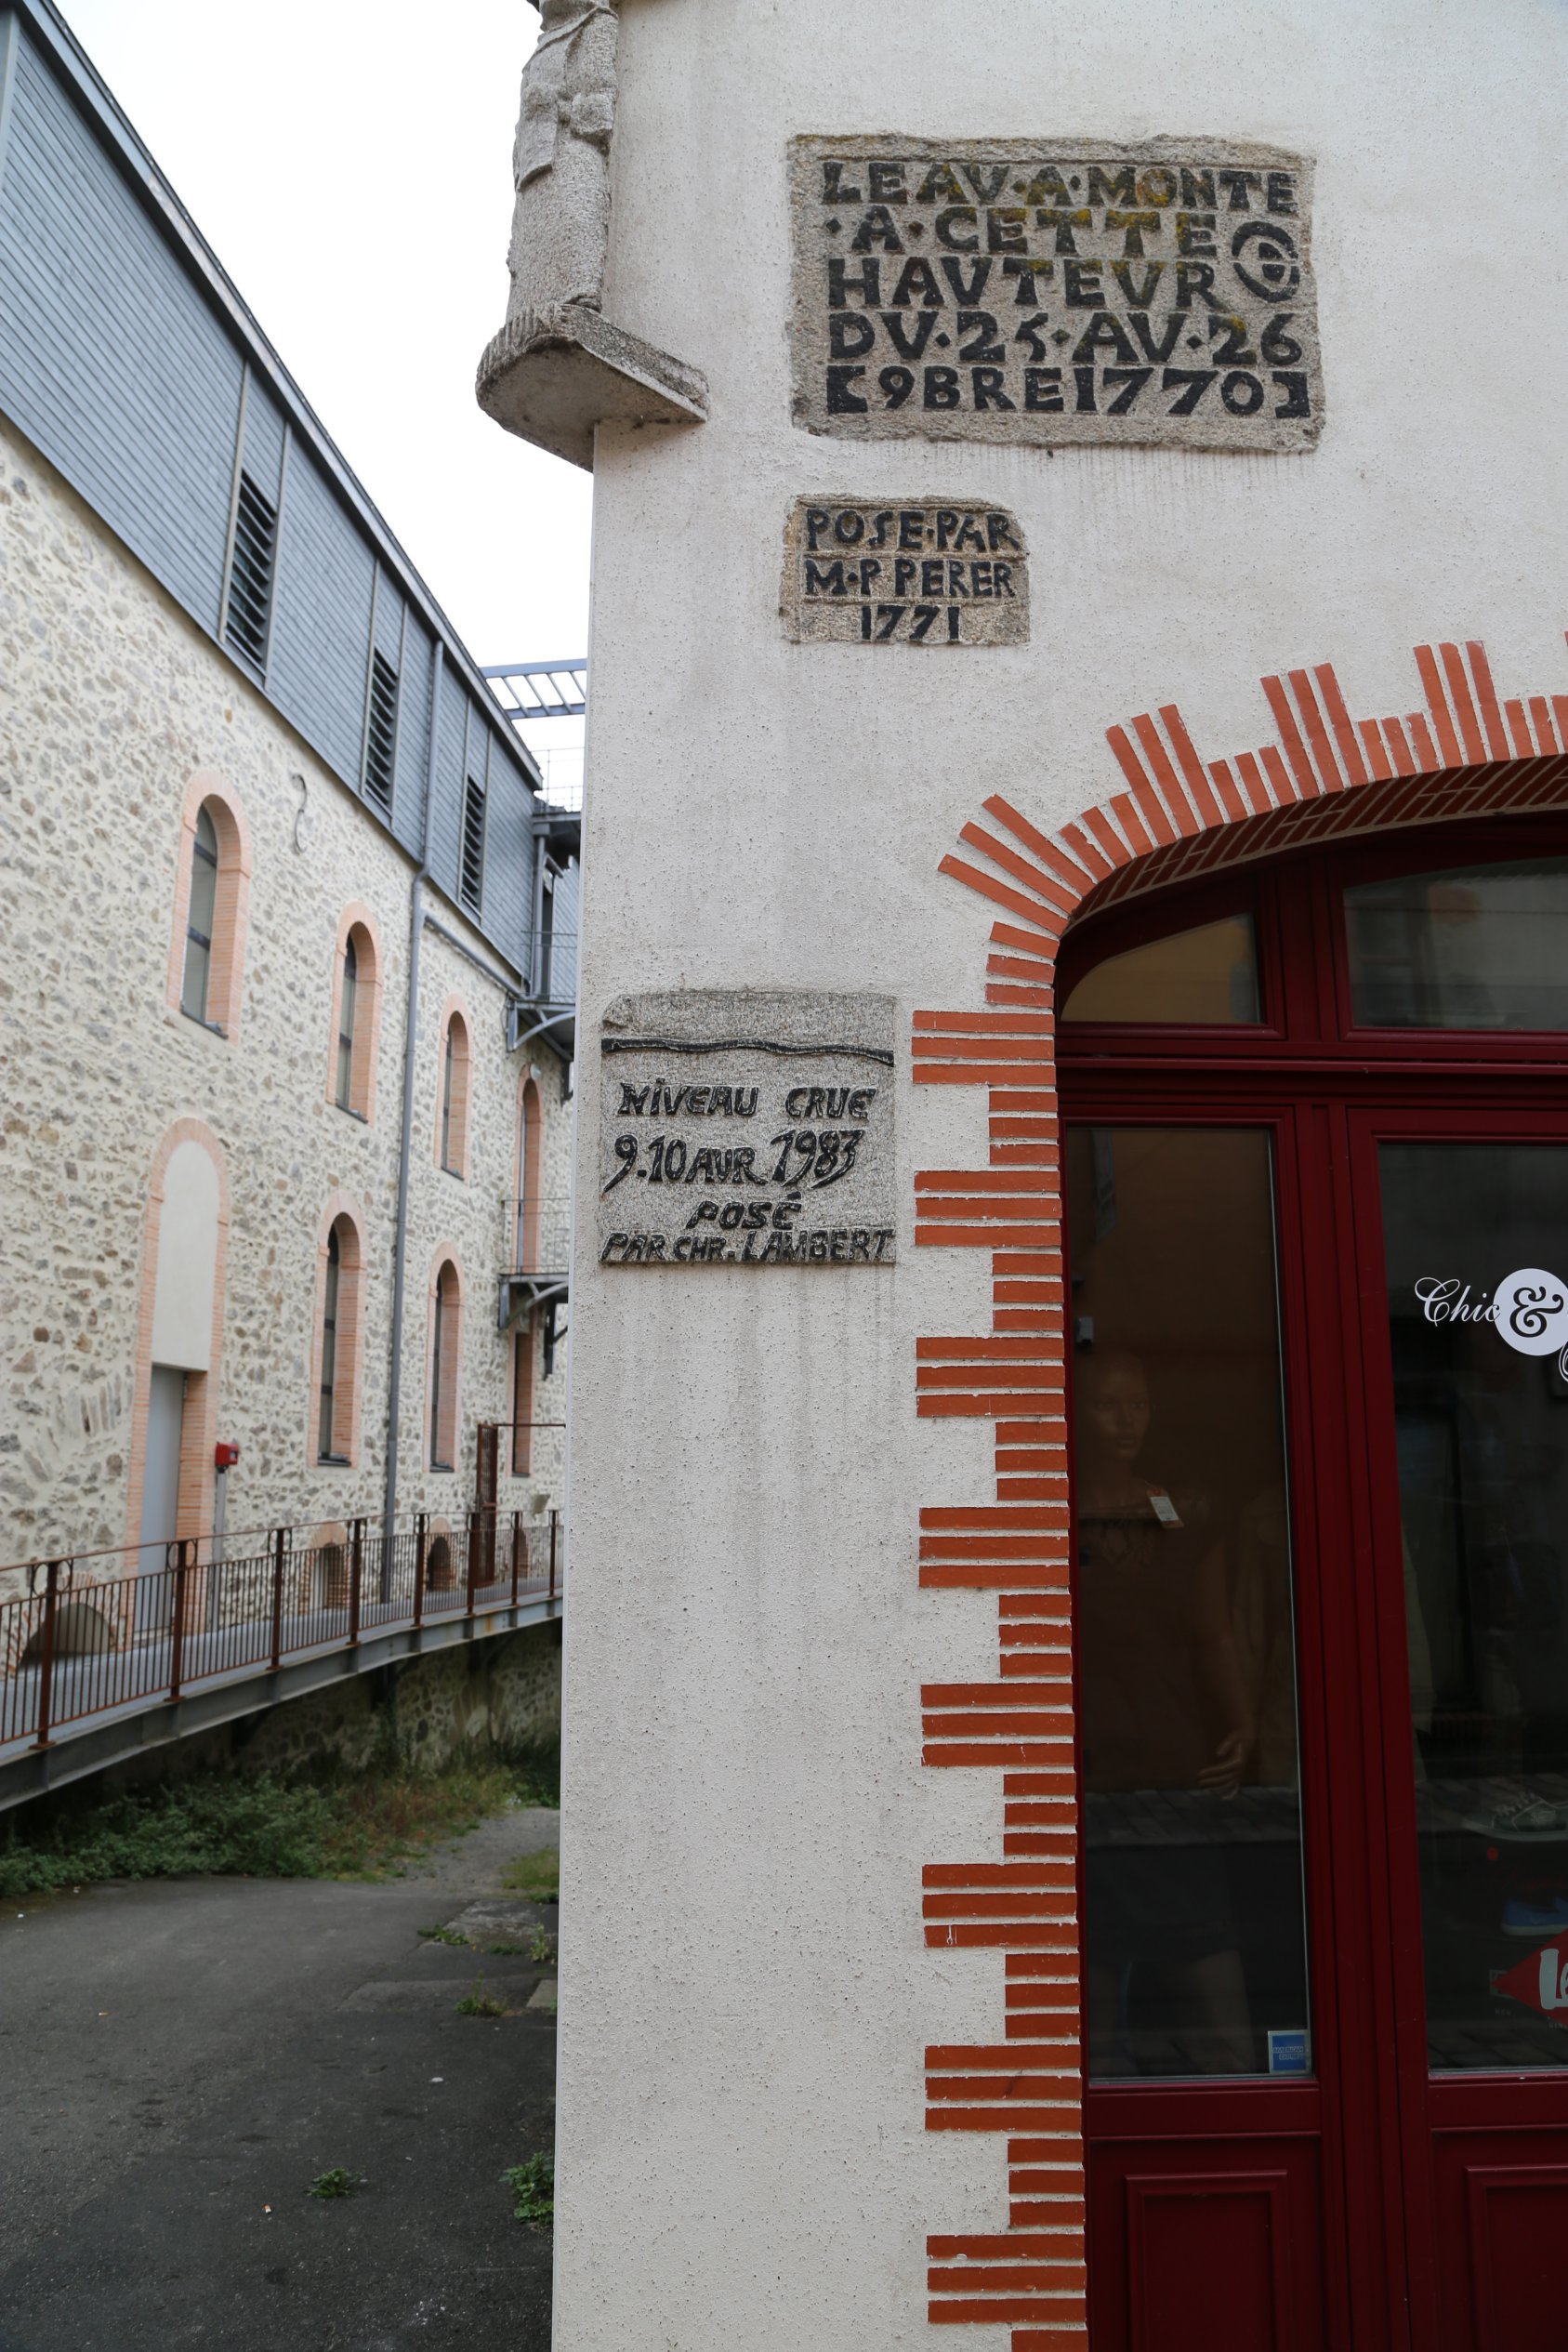 LEAV·A·MONTE
·A·CETTE
HAVTEVR
DV·25·AV·26
9BRE1770
POSE·PAR
M·P PERER
1771
NIVEAU CRUE
9.10 AVR 1983
POSÉ
PAR CHR. LAMBERT
Chic &